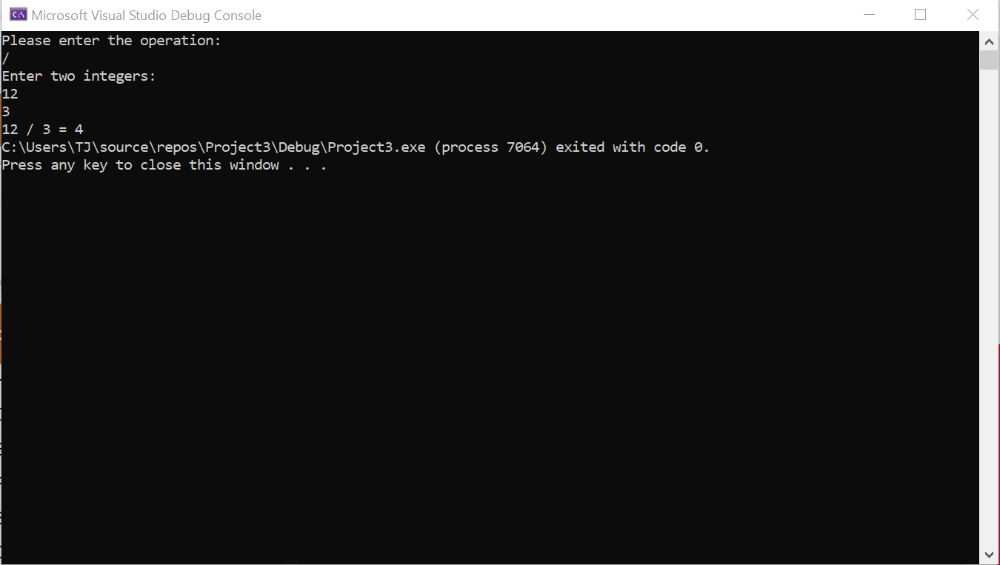 Microsoft Visual Studio Debug Console
Please enter the operation:
/
Enter two integers:
12
3
12 / 3 = 4
C:\Users\TJ\source\repos\Project3\Debug\Project3.exe (process 7064) exited with code 0.
Press any key to close this window . . .